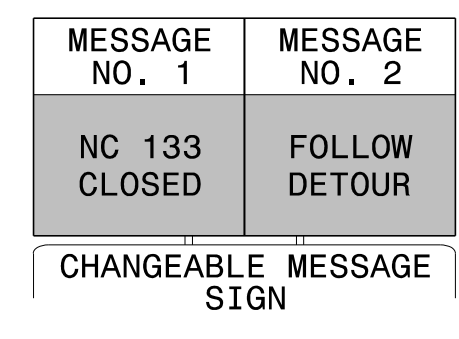 MESSAGE NO. 1
NC 133 CLOSED
MESSAGE NO. 2
FOLLOW DETOUR
CHANGEABLE MESSAGE
SIGN